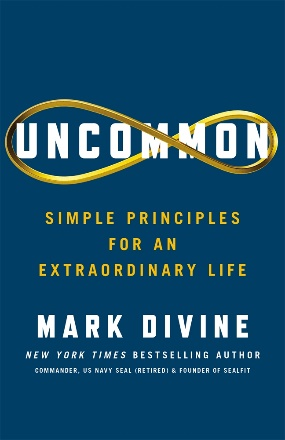 UNCOMMON
SIMPLE PRINCIPLES
FOR AN
EXTRAORDINARY LIFE
MARK DIVINE
NEW YORK TIMES BESTSELLING AUTHOR
COMMANDER, US NAVY SEAL (RETIRED) & FOUNDER OF SEALFIT